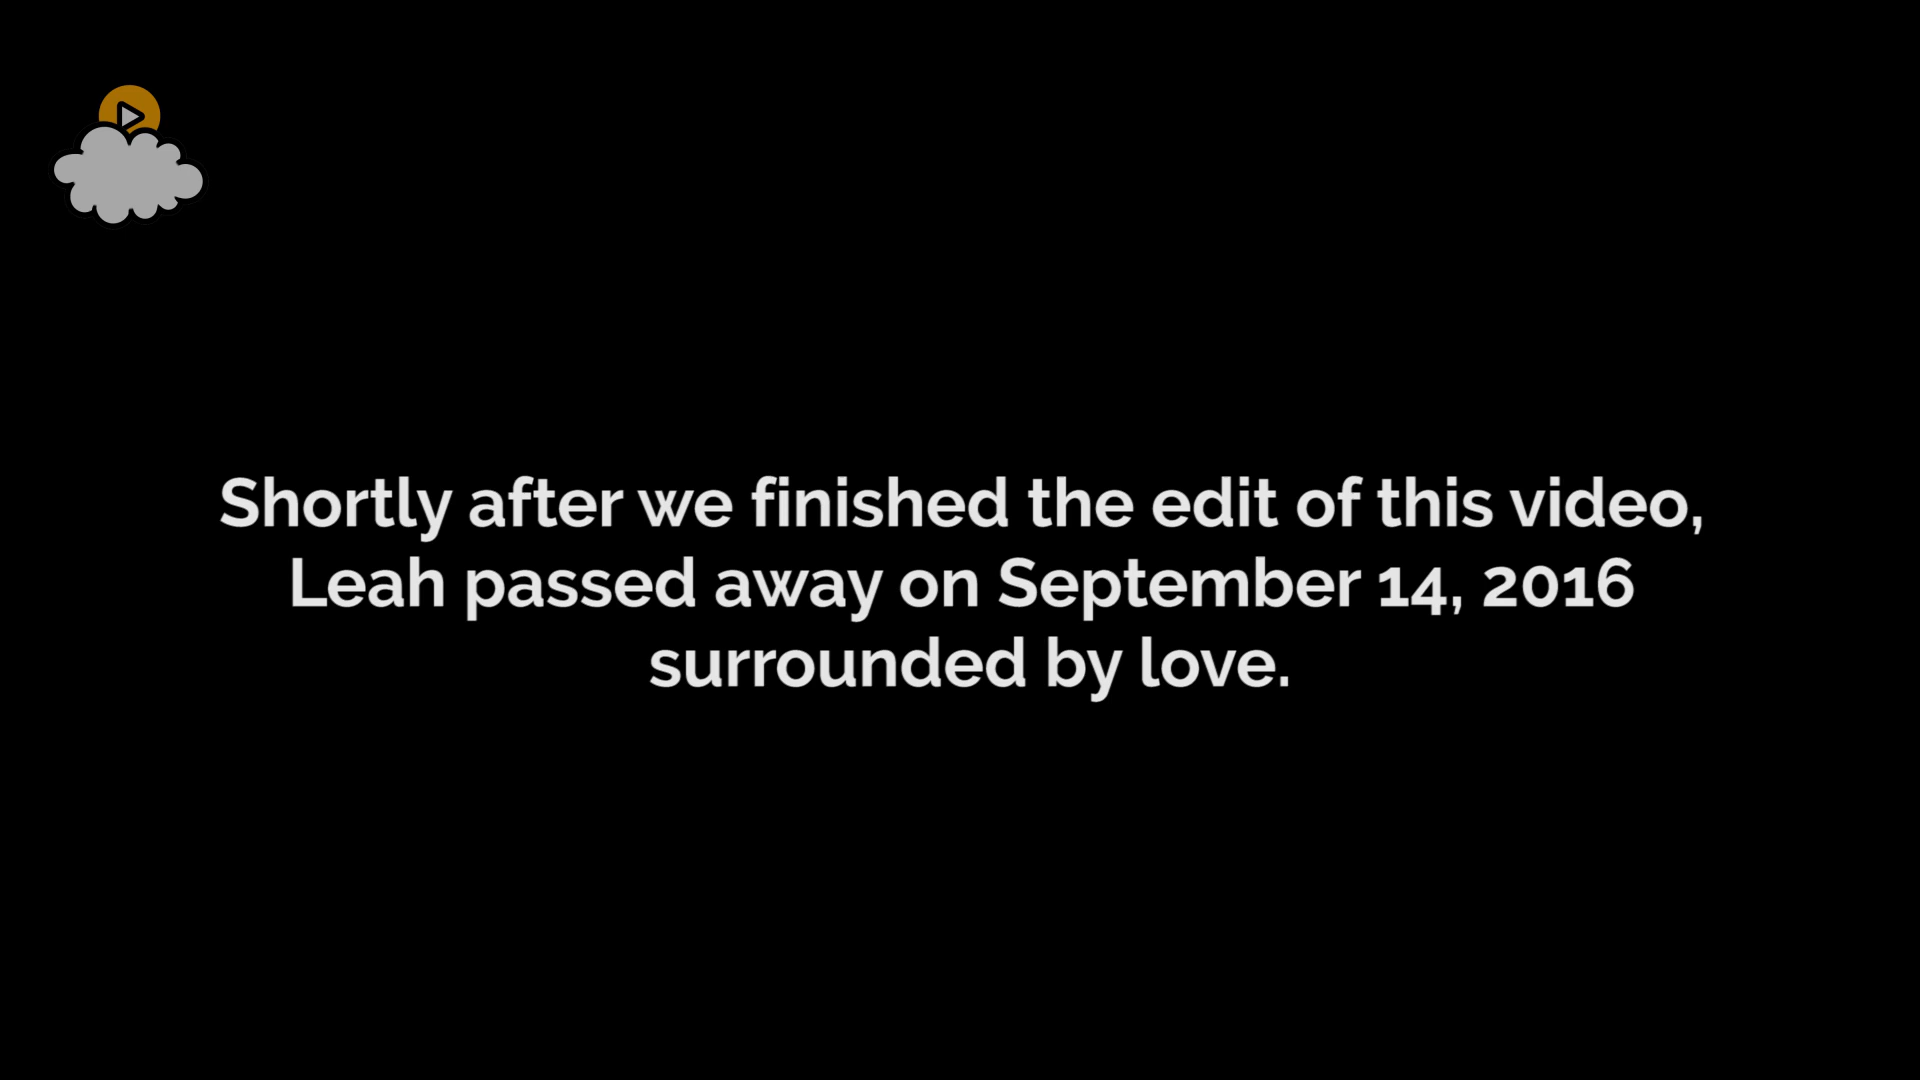 Shortly after we finished the edit of this video,
Leah passed away on September 14, 2016
surrounded by love.